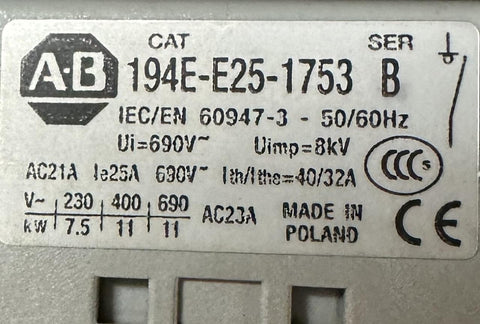 CAT SER
A-B 194E-E25-1753 B
IEC/EN 60947-3 - 50/60Hz
Ui=690V~ Uimp=8kV
AC21A Ie25A 690V~ Ith/Ithe=40/32A
CCC S
V~ 230 400 690 AC23A MADE IN
kW 7.5 11 11 POLAND
CE